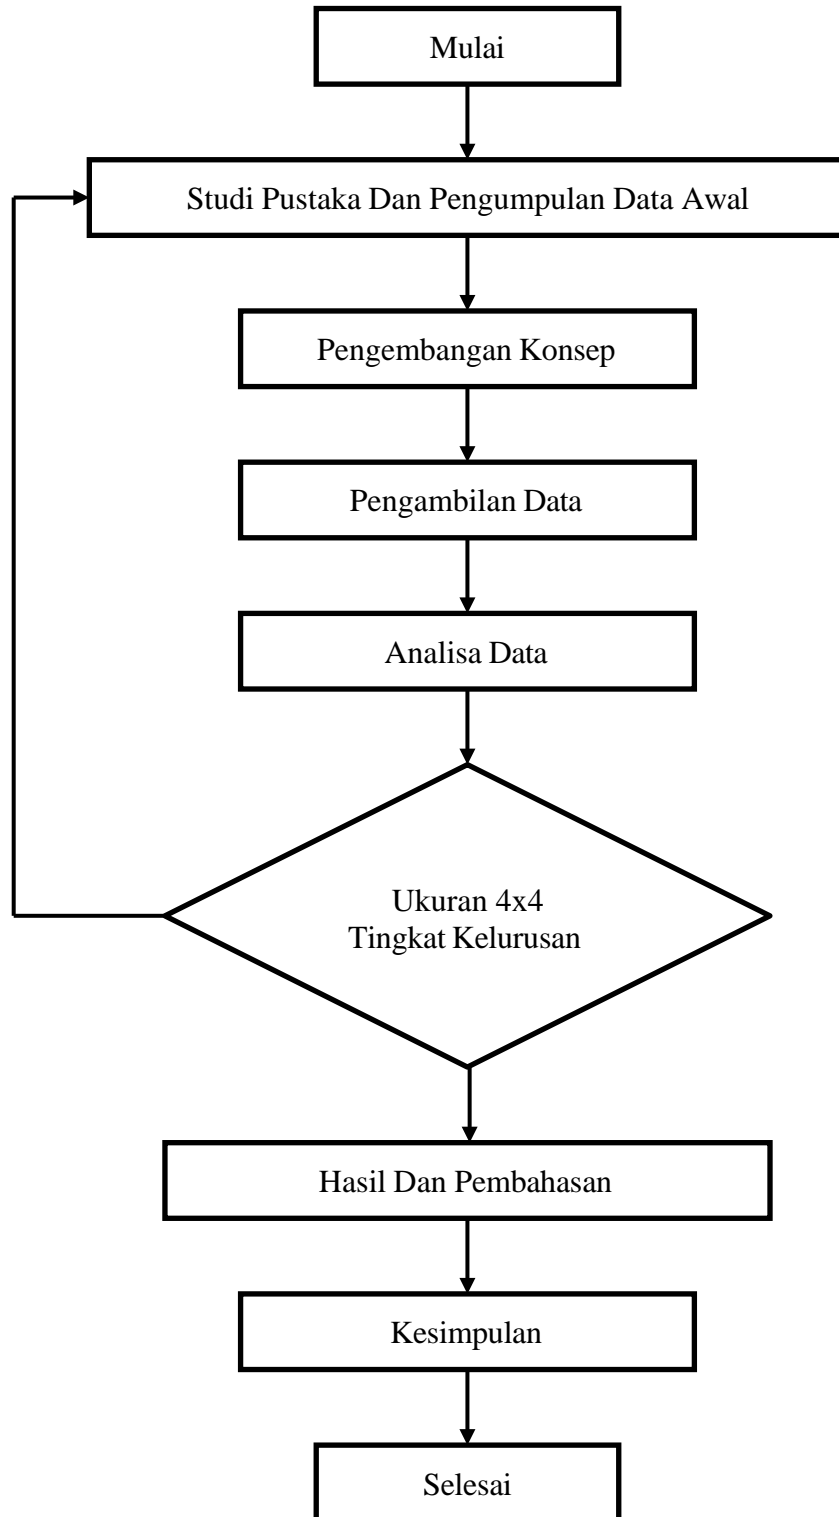 Mulai
Studi Pustaka Dan Pengumpulan Data Awal
Pengembangan Konsep
Pengambilan Data
Analisa Data
Ukuran 4x4
Tingkat Kelurusan
Hasil Dan Pembahasan
Kesimpulan
Selesai